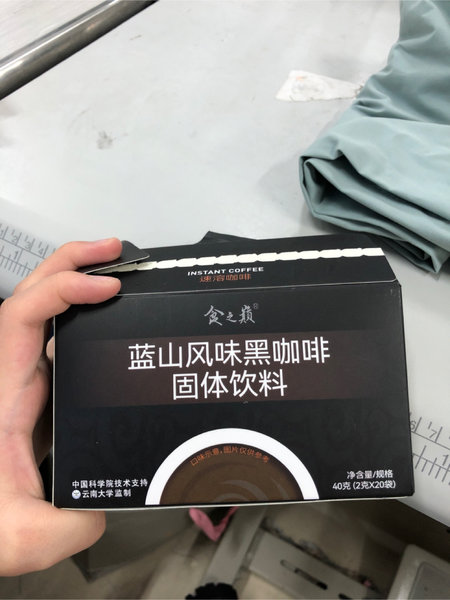 INSTANT COFFEE
速溶咖啡
食之巅
蓝山风味黑咖啡
固体饮料
口味示意，图片仅供参考
中国科学院技术支持
云南大学监制
净含量/规格
40克 (2克X20袋)